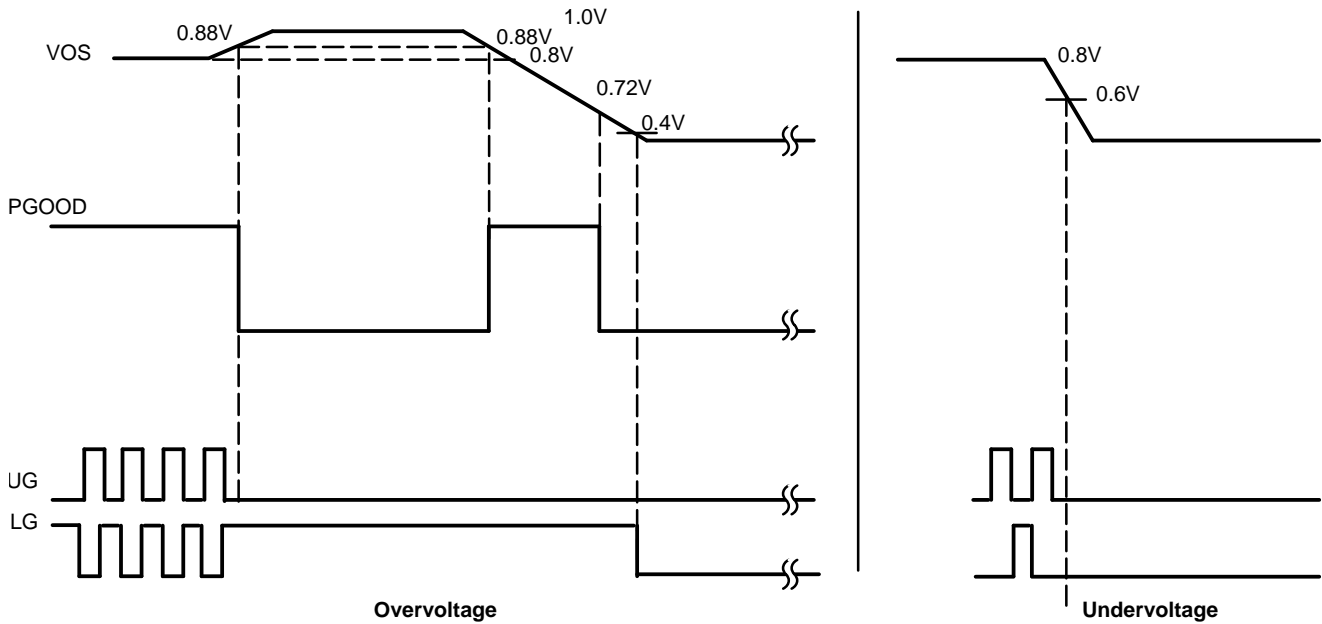 1.0V
0.88V
0.88V
VOS
0.8V
0.72V
0.4V
PGOOD
UG
LG
Overvoltage
0.8V
0.6V
Undervoltage